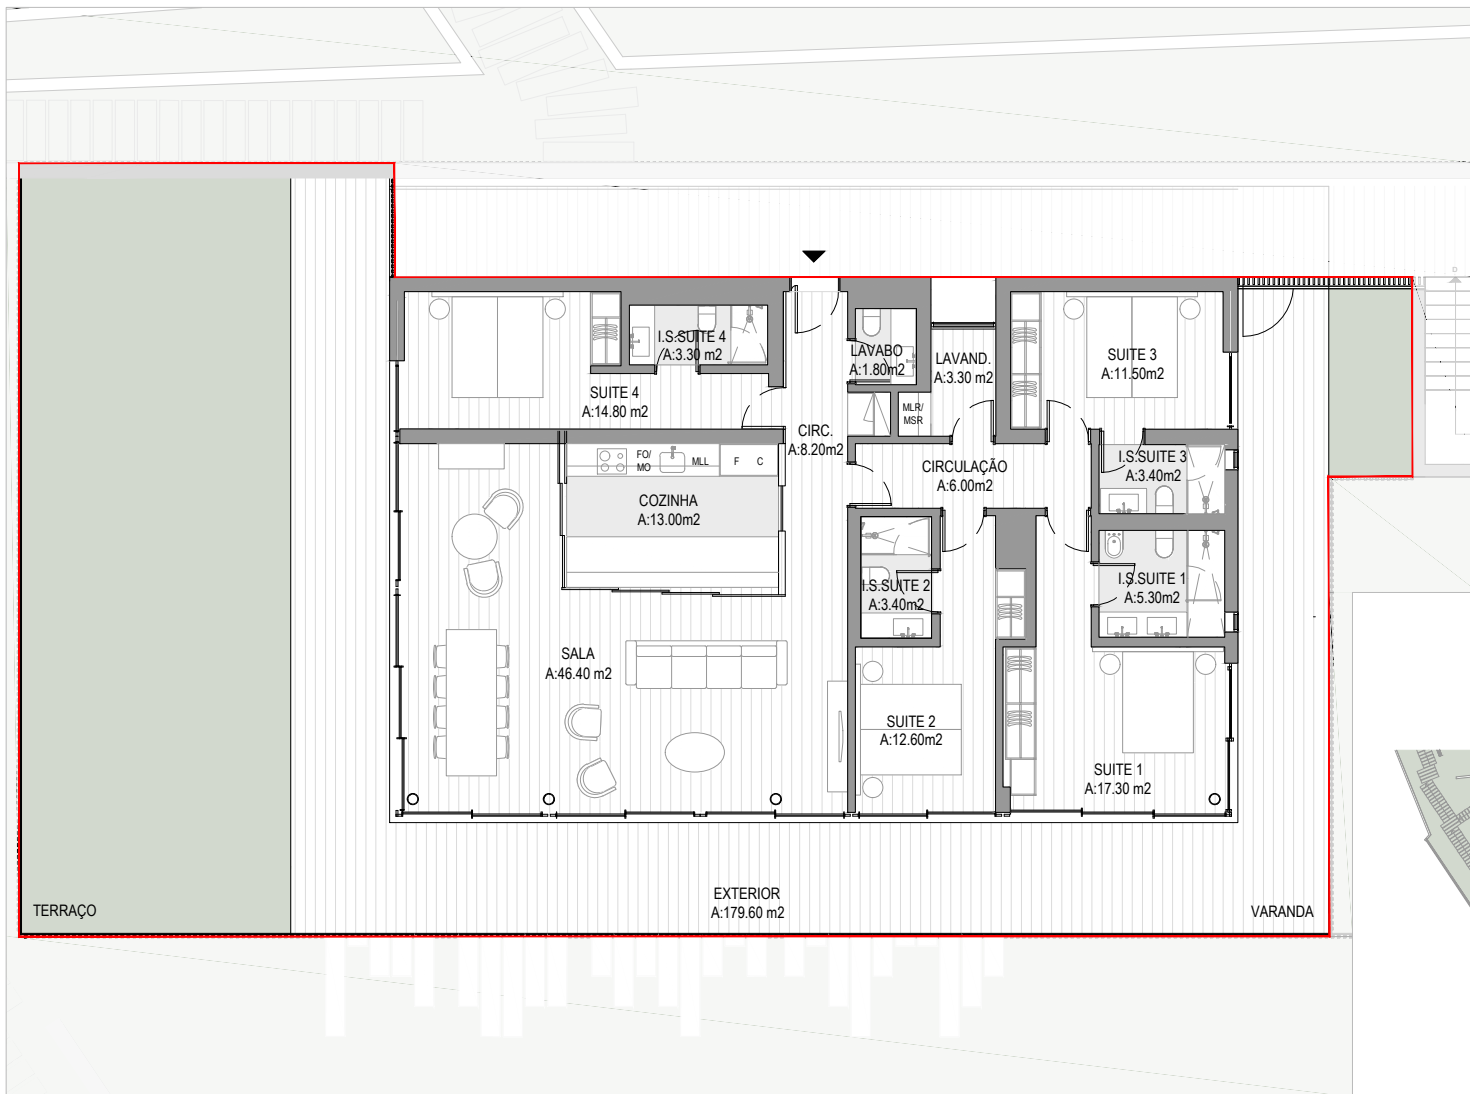 I.S.SUITE 4
A:3.30 m2
SUITE 4
A:14.80 m2
CIRC.
A:8.20m2
LAVABO
A:1.80m2
LAVAND.
A:3.30 m2
MLR/
MSR
SUITE 3
A:11.50m2
I.S.SUITE 3
A:3.40m2
CIRCULAÇÃO
A:6.00m2
FO/
MO
MLL
F
C
COZINHA
A:13.00m2
I.S.SUITE 2
A:3.40m2
I.S.SUITE 1
A:5.30m2
SALA
A:46.40 m2
SUITE 2
A:12.60m2
SUITE 1
A:17.30 m2
TERRAÇO
EXTERIOR
A:179.60 m2
VARANDA